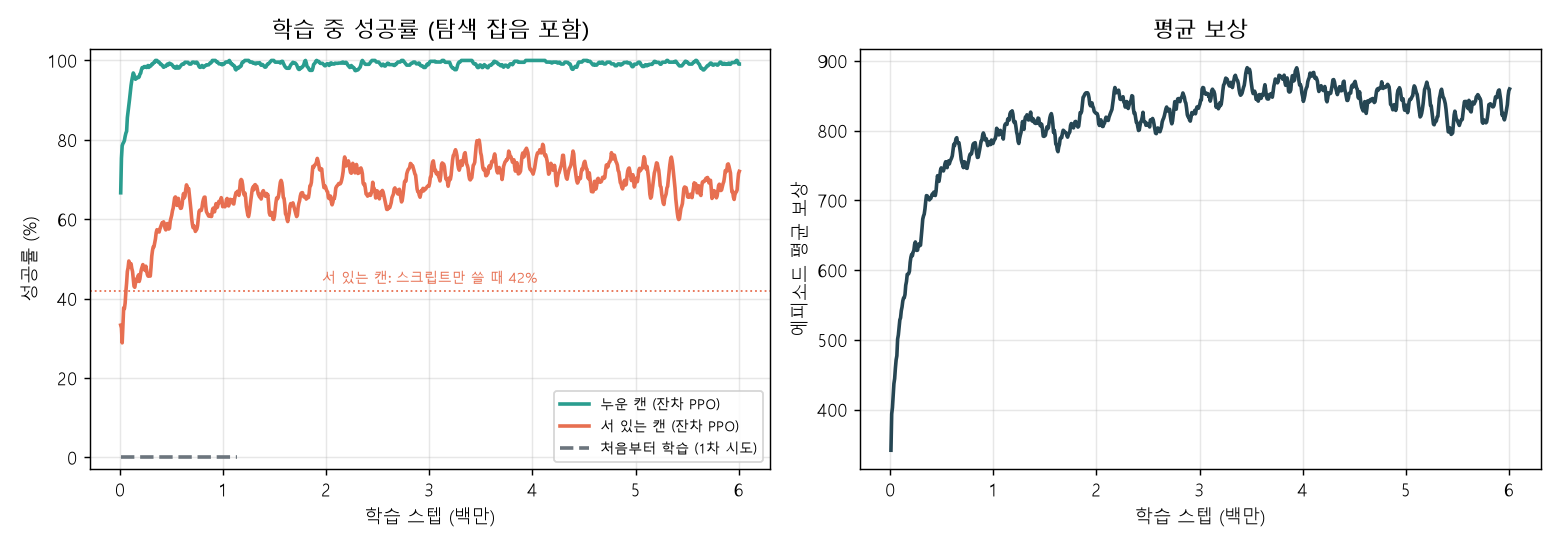 학습 중 성공률 (탐색 잡음 포함)
성공률 (%)
100
80
60
40
20
0
서 있는 캔: 스크립트만 쓸 때 42%
누운 캔 (잔차 PPO)
서 있는 캔 (잔차 PPO)
처음부터 학습 (1차 시도)
0 1 2 3 4 5 6
학습 스텝 (백만)
평균 보상
에피소드 평균 보상
900
800
700
600
500
400
0 1 2 3 4 5 6
학습 스텝 (백만)